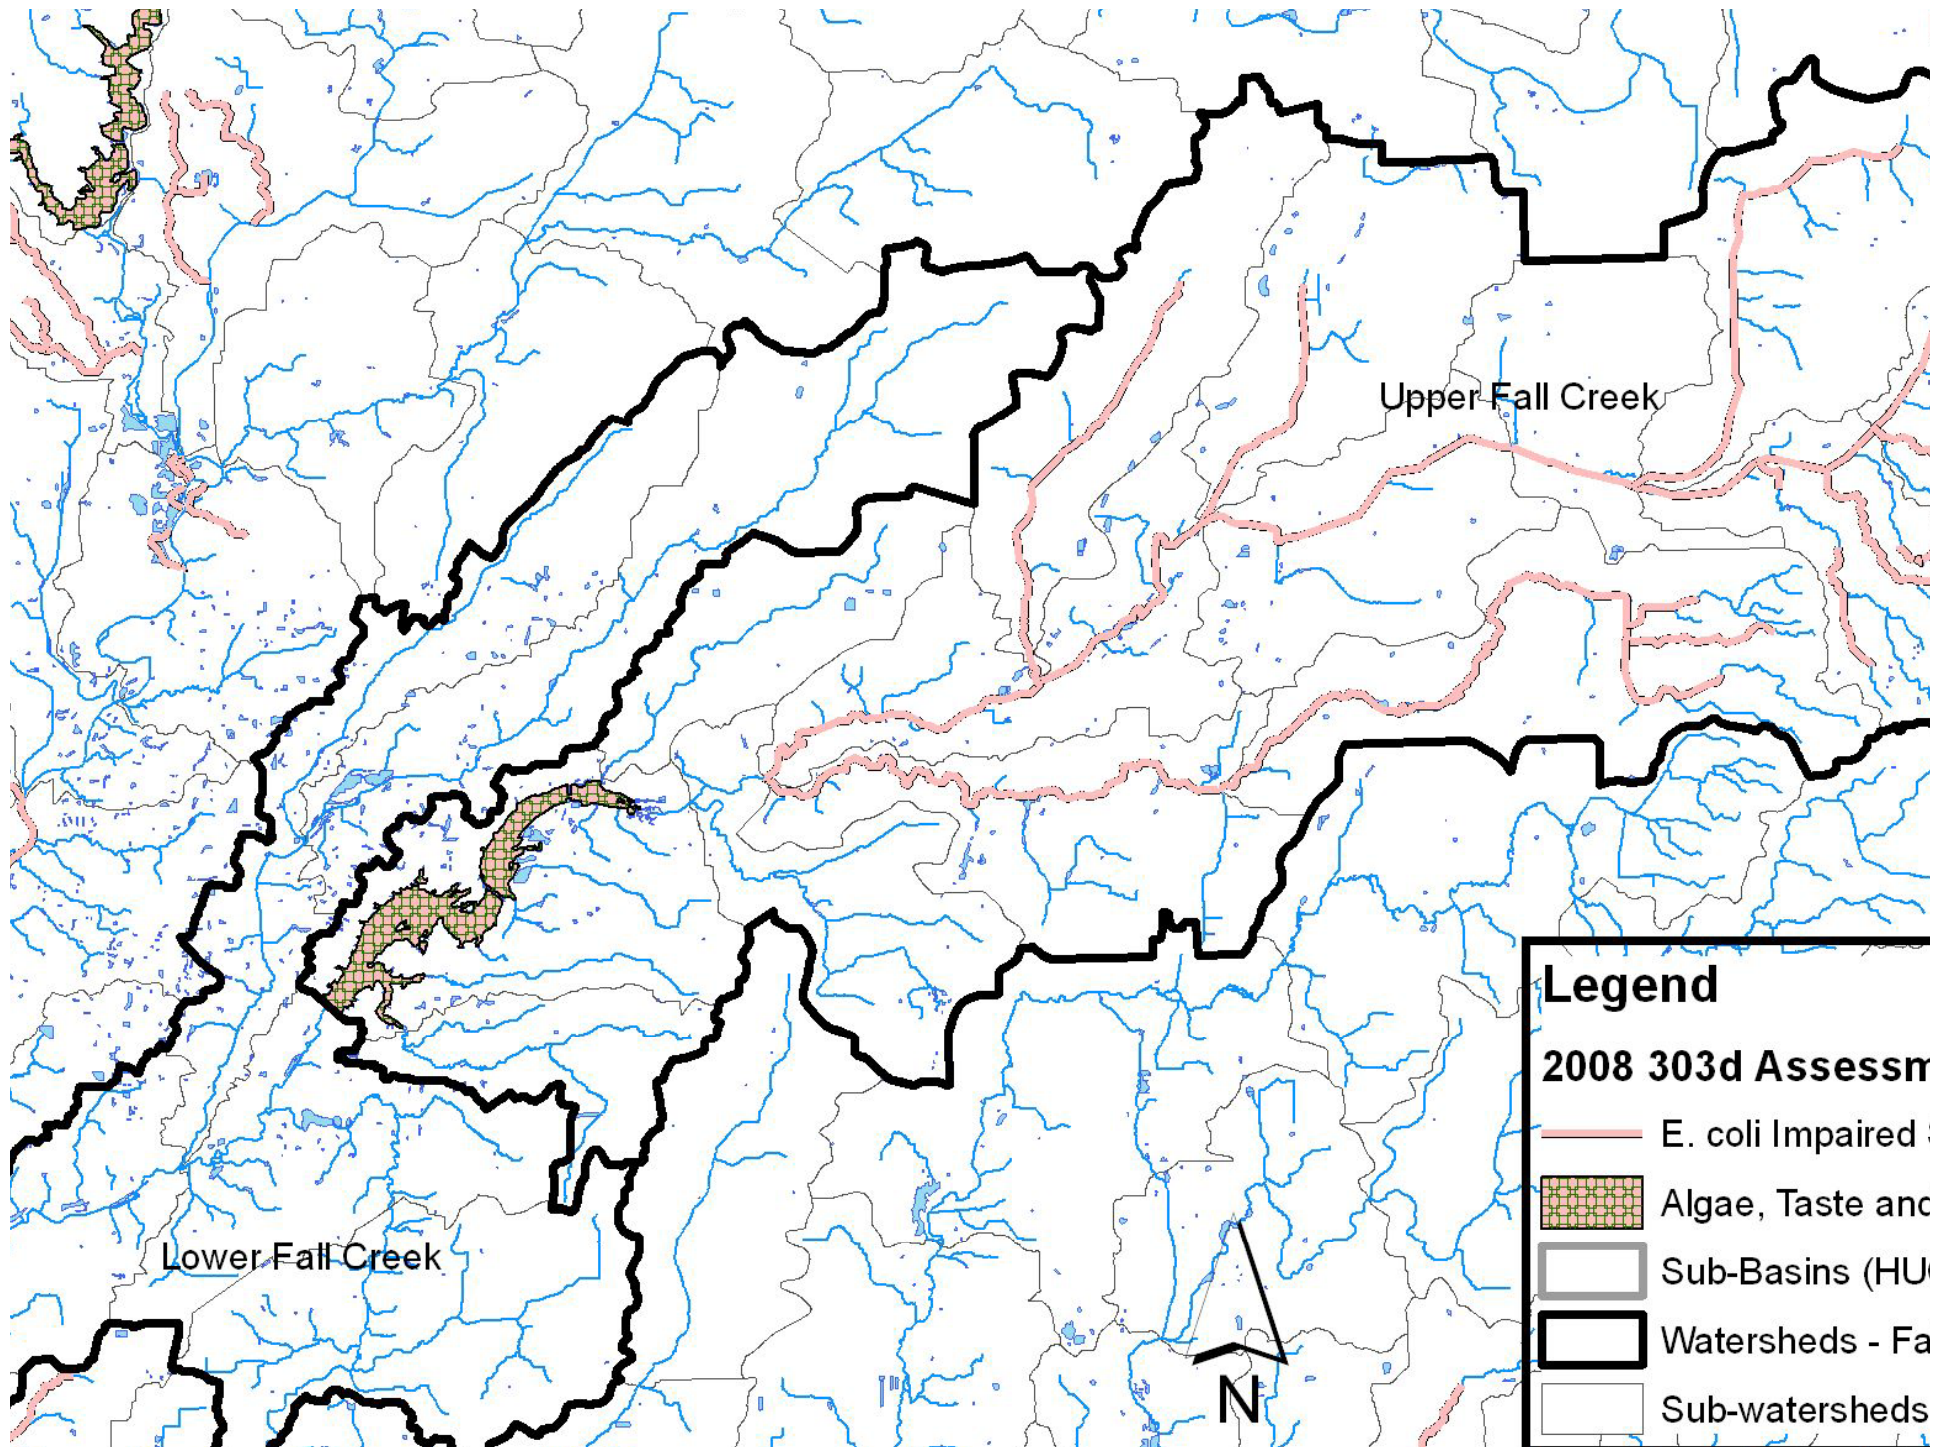 Upper Fall Creek
Lower Fall Creek
N
Legend
2008 303d Assessm
E. coli Impaired
Algae, Taste and
Sub-Basins (HU
Watersheds - Fa
Sub-watersheds